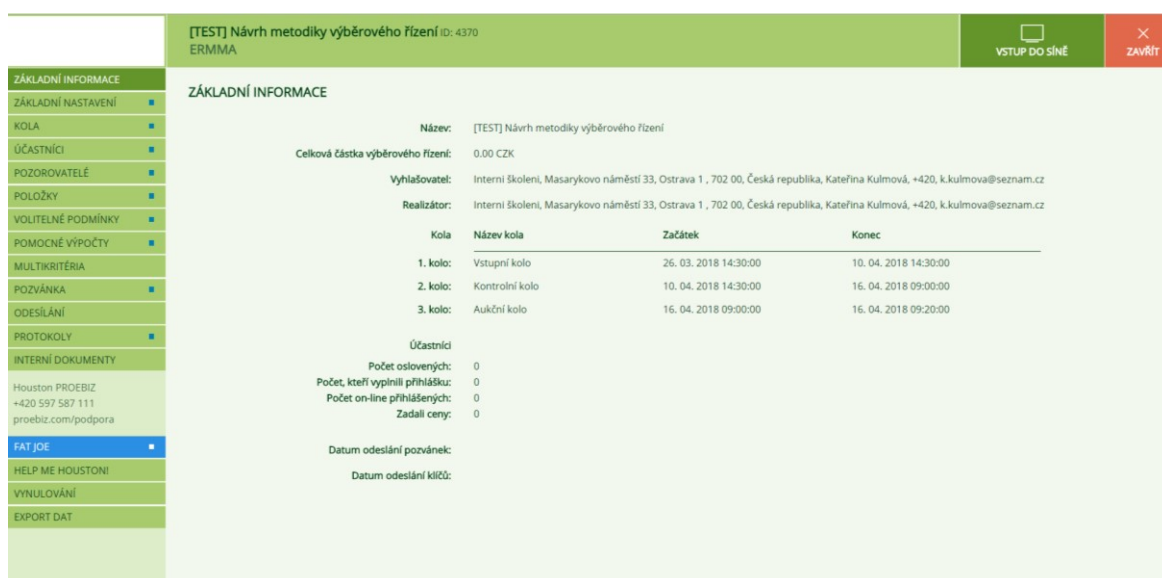 [TEST] Návrh metodiky výběrového řízení ID: 4370
ERMMA
VSTUP DO SÍNĚ
ZAVŘÍT
ZÁKLADNÍ INFORMACE
ZÁKLADNÍ NASTAVENÍ
KOLA
ÚČASTNÍCI
POZOROVATELÉ
POLOŽKY
VOLITELNÉ PODMÍNKY
POMOCNÉ VÝPOČTY
MULTIKRITÉRIA
POZVÁNKA
ODESÍLÁNÍ
PROTOKOLY
INTERNÍ DOKUMENTY
Houston PROEBIZ
+420 597 587 111
proebiz.com/podpora
FAT JOE
HELP ME HOUSTON!
VYNULOVÁNÍ
EXPORT DAT
ZÁKLADNÍ INFORMACE
Název: [TEST] Návrh metodiky výběrového řízení
Celková částka výběrového řízení: 0.00 CZK
Vyhlašovatel: Interni školeni, Masarykovo náměstí 33, Ostrava 1 , 702 00, Česká republika, Kateřina Kulmová, +420, k.kulmova@seznam.cz
Realizátor: Interni školeni, Masarykovo náměstí 33, Ostrava 1 , 702 00, Česká republika, Kateřina Kulmová, +420, k.kulmova@seznam.cz
Kola Název kola Začátek Konec
1. kolo: Vstupní kolo 26. 03. 2018 14:30:00 10. 04. 2018 14:30:00
2. kolo: Kontrolní kolo 10. 04. 2018 14:30:00 16. 04. 2018 09:00:00
3. kolo: Aukční kolo 16. 04. 2018 09:00:00 16. 04. 2018 09:20:00
Účastníci
Počet oslovených: 0
Počet, kteří vyplnili přihlášku: 0
Počet on-line přihlášených: 0
Zadali ceny: 0
Datum odeslání pozvánek:
Datum odeslání klíčů: